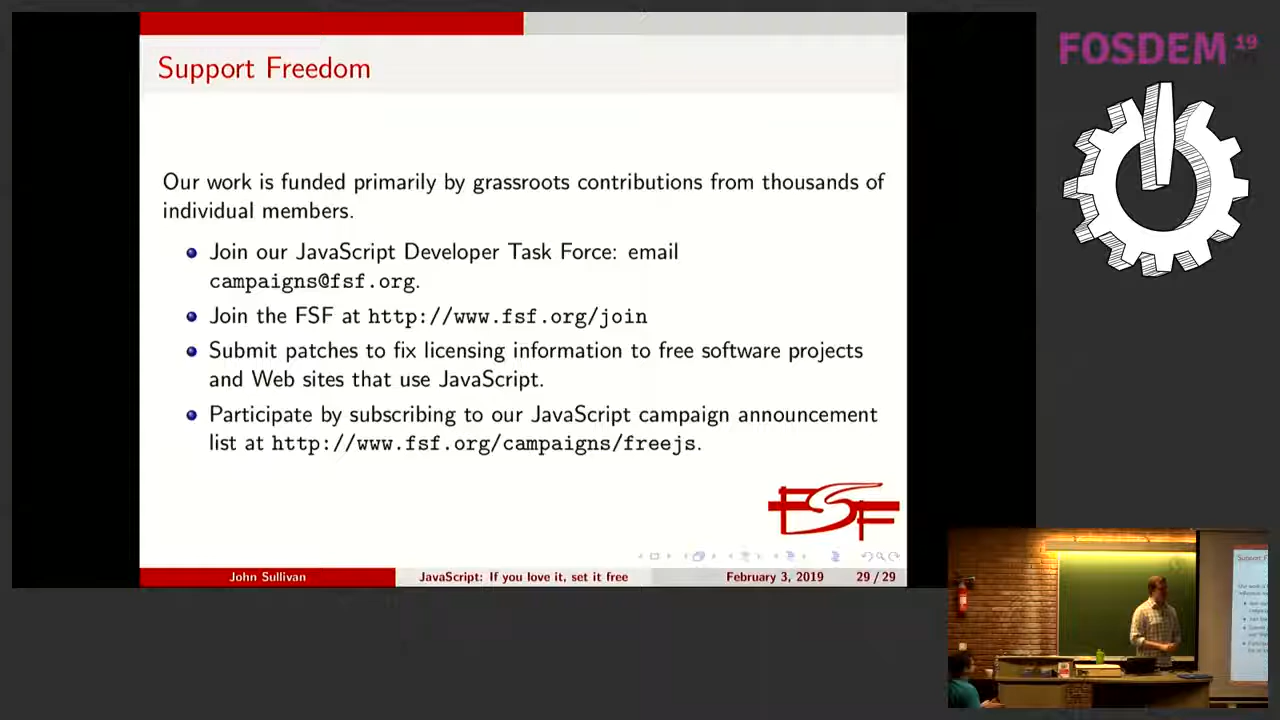 FOSDEM 19
Support Freedom
Our work is funded primarily by grassroots contributions from thousands of
individual members.
Join our JavaScript Developer Task Force: email
campaigns@fsf.org.
Join the FSF at http://www.fsf.org/join
Submit patches to fix licensing information to free software projects
and Web sites that use JavaScript.
Participate by subscribing to our JavaScript campaign announcement
list at http://www.fsf.org/campaigns/freejs.
FSF
John Sullivan JavaScript: If you love it, set it free February 3, 2019 29 / 29